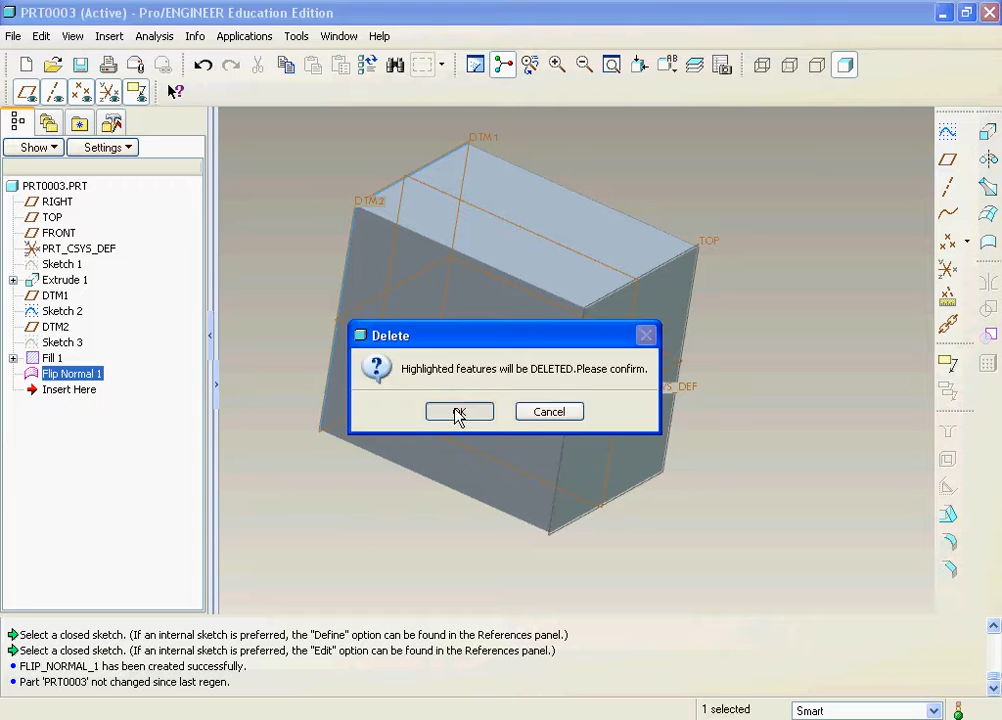 PRT0003 (Active) - Pro/ENGINEER Education Edition
File Edit View Insert Analysis Info Applications Tools Window Help
Show Settings
PRT0003.PRT
RIGHT
TOP
FRONT
PRT_CSYS_DEF
Sketch 1
Extrude 1
DTM1
Sketch 2
DTM2
Sketch 3
Fill 1
Flip Normal 1
Insert Here
DTM1
DTM2
TOP
Delete
Highlighted features will be DELETED.Please confirm.
OK Cancel
S_DEF
Select a closed sketch. (If an internal sketch is preferred, the "Define" option can be found in the References panel.)
Select a closed sketch. (If an internal sketch is preferred, the "Edit" option can be found in the References panel.)
FLIP_NORMAL_1 has been created successfully.
Part 'PRT0003' not changed since last regen.
1 selected Smart